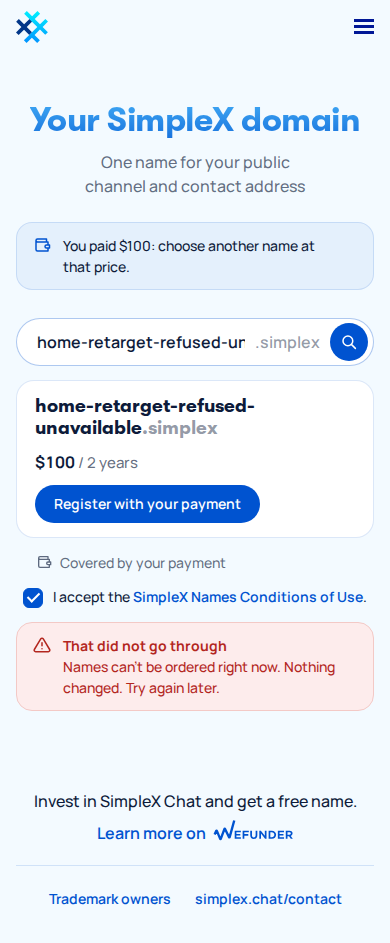 Your SimpleX domain
One name for your public
channel and contact address
You paid $100: choose another name at
that price.
home-retarget-refused-un .simplex
home-retarget-refused-
unavailable.simplex
$100 / 2 years
Register with your payment
Covered by your payment
I accept the SimpleX Names Conditions of Use.
That did not go through
Names can't be ordered right now. Nothing
changed. Try again later.
Invest in SimpleX Chat and get a free name.
Learn more on WEFUNDER
Trademark owners simplex.chat/contact